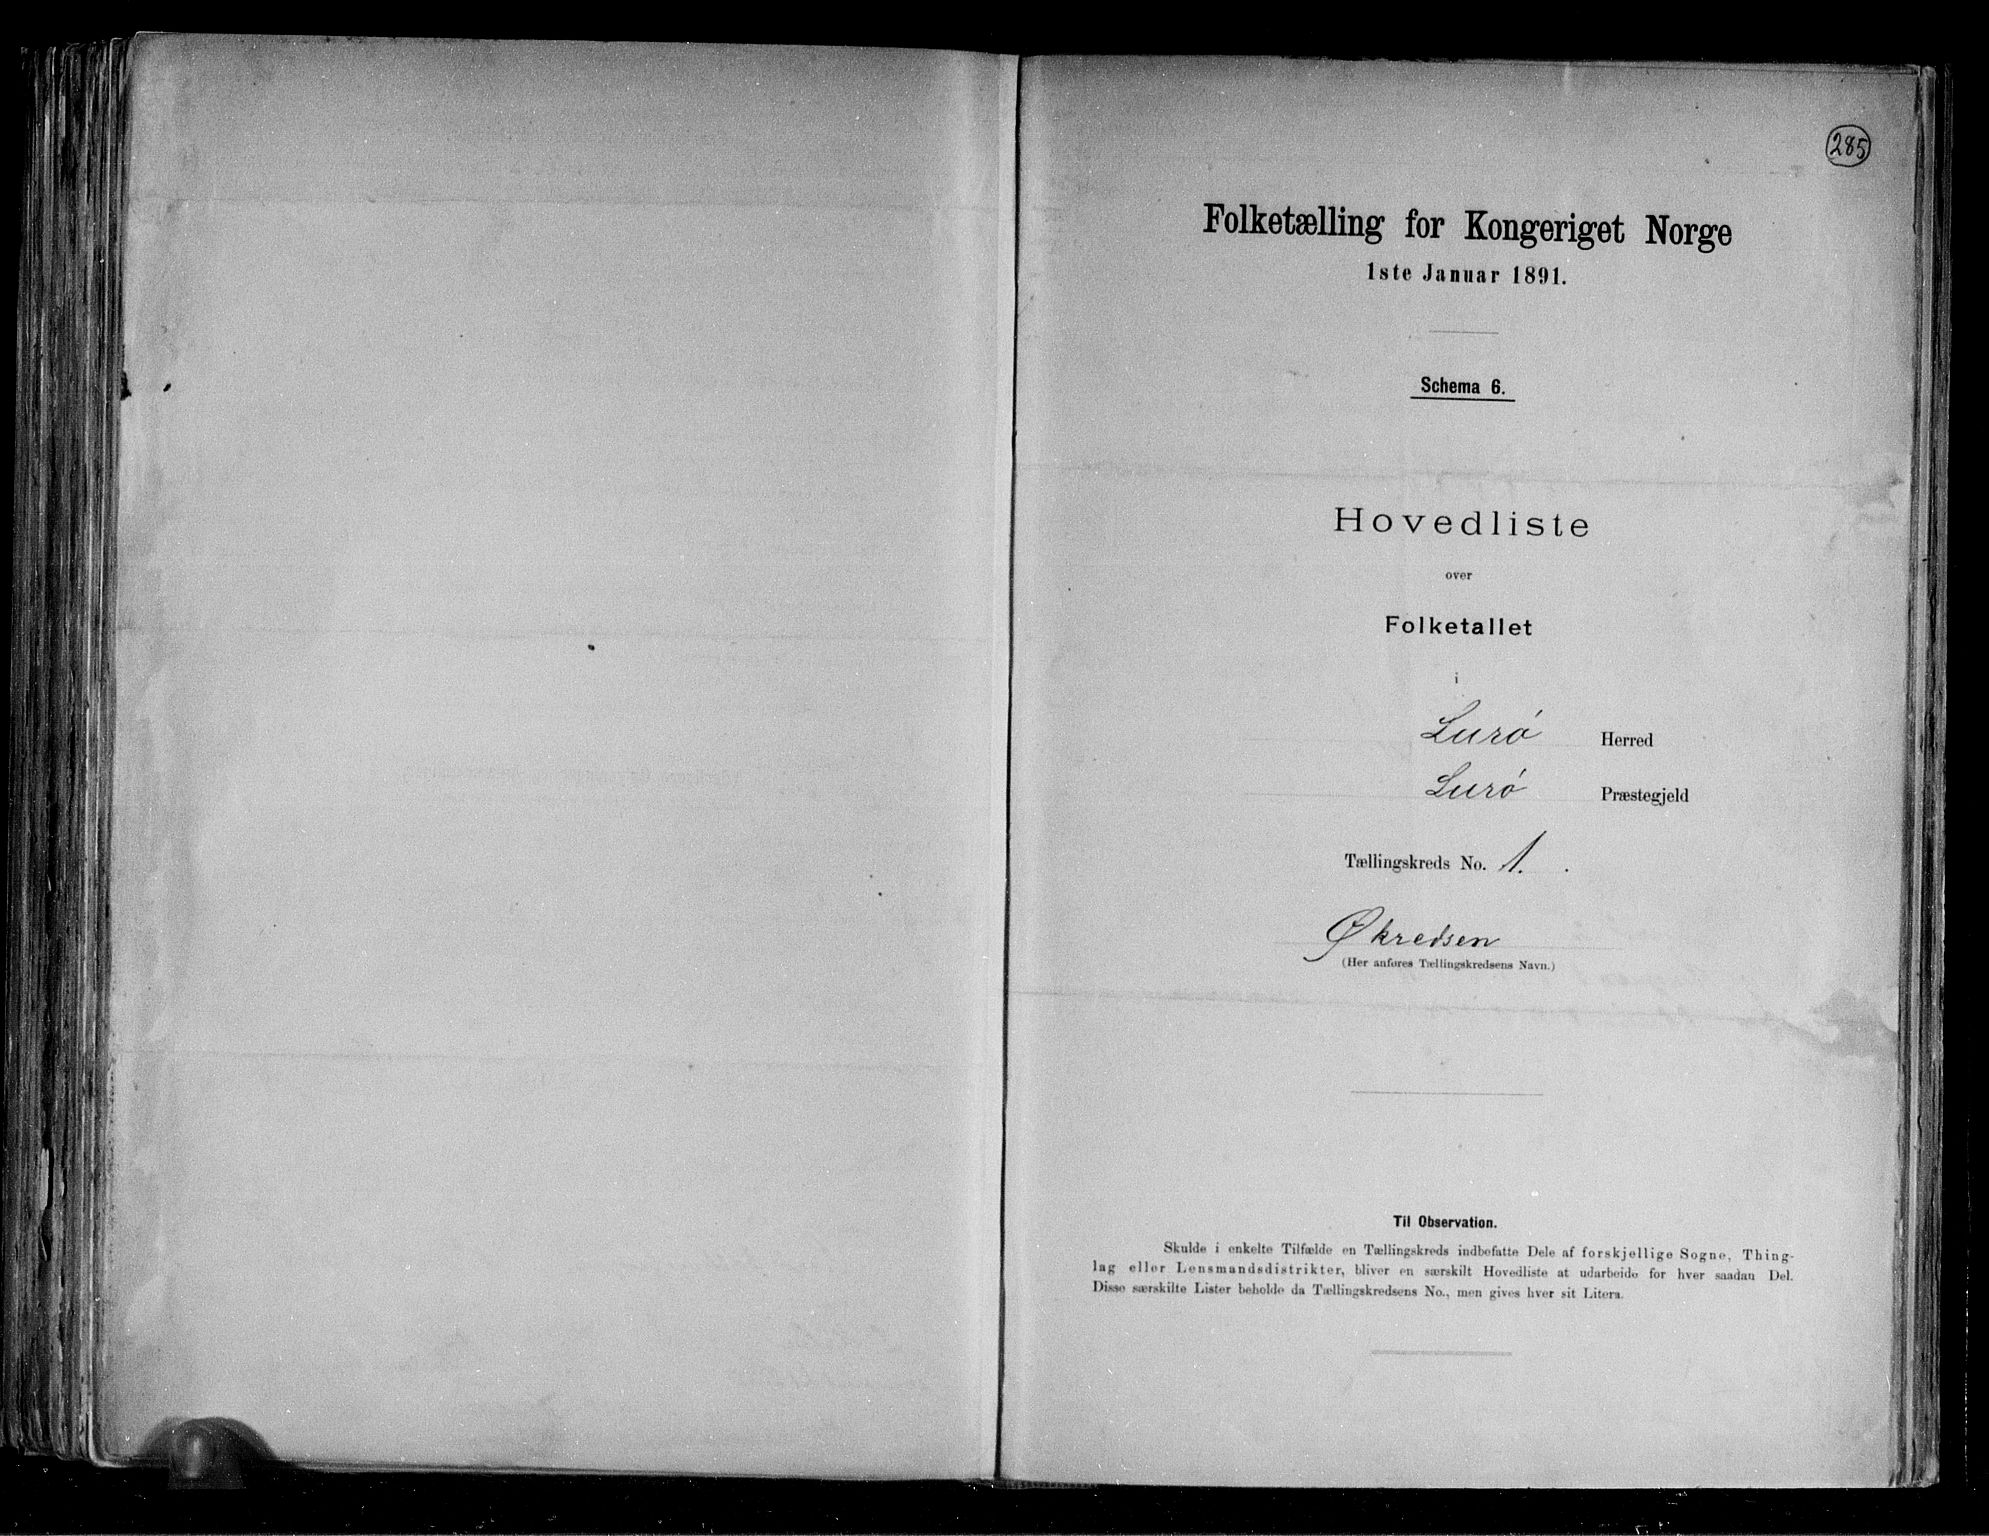 285
Folketælling for Kongeriget Norge
1ste Januar 1891.
Schema 6.
Hovedliste
over
Folketallet
i
Lurø Herred
Lurø Præstegjeld
Tællingskreds No. 1.
Økredsen
(Her anføres Tællingskredsens Navn.)
Til Observation.
Skulde i enkelte Tilfælde en Tællingskreds indbefatte Dele af forskjellige Sogne, Thing-
lag eller Lensmandsdistrikter, bliver en særskilt Hovedliste at udarbeide for hver saadan Del.
Disse særskilte Lister beholde da Tællingskredsens No., men gives hver sit Litera.